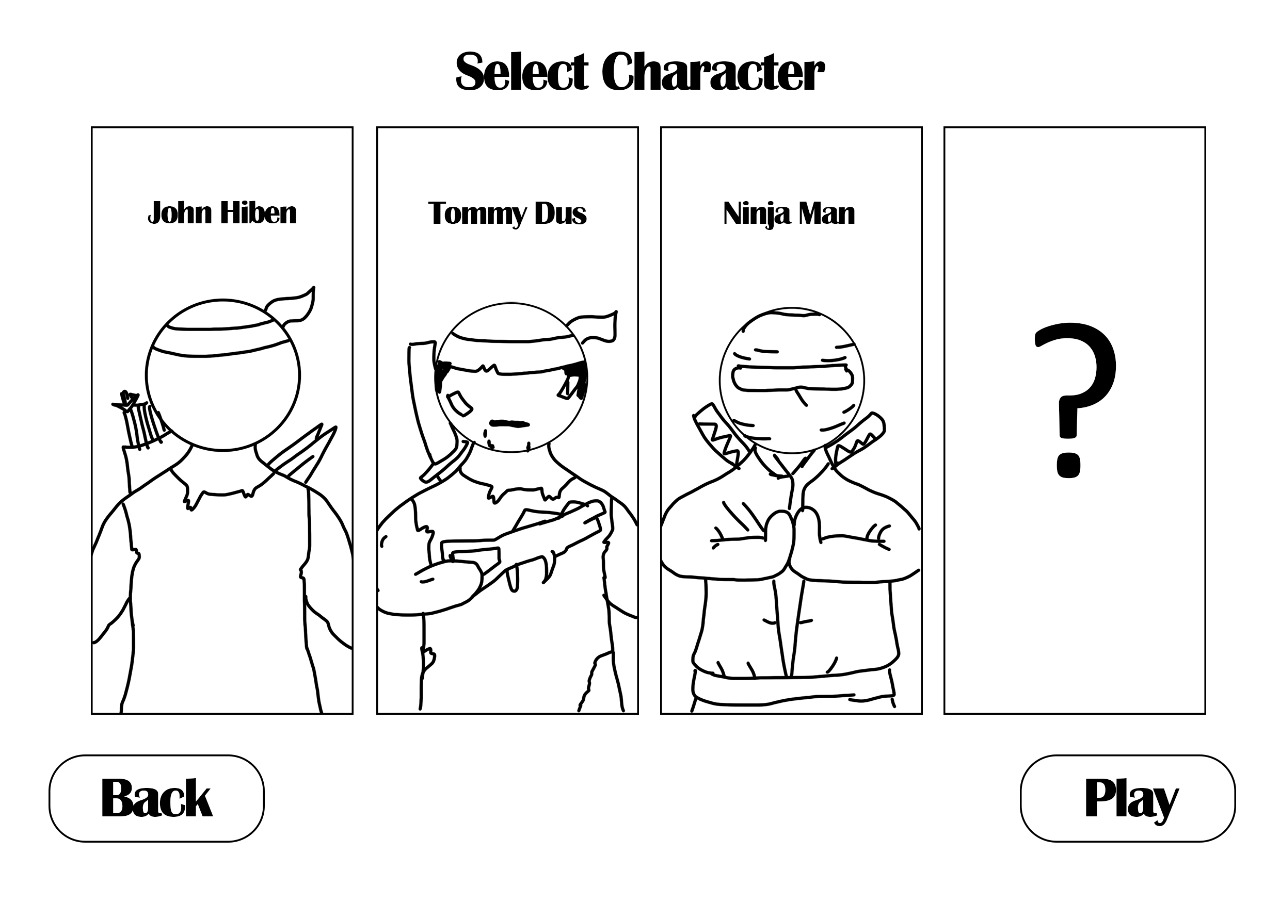 Select Character
John Hiben
Tommy Dus
Ninja Man
?
Back
Play